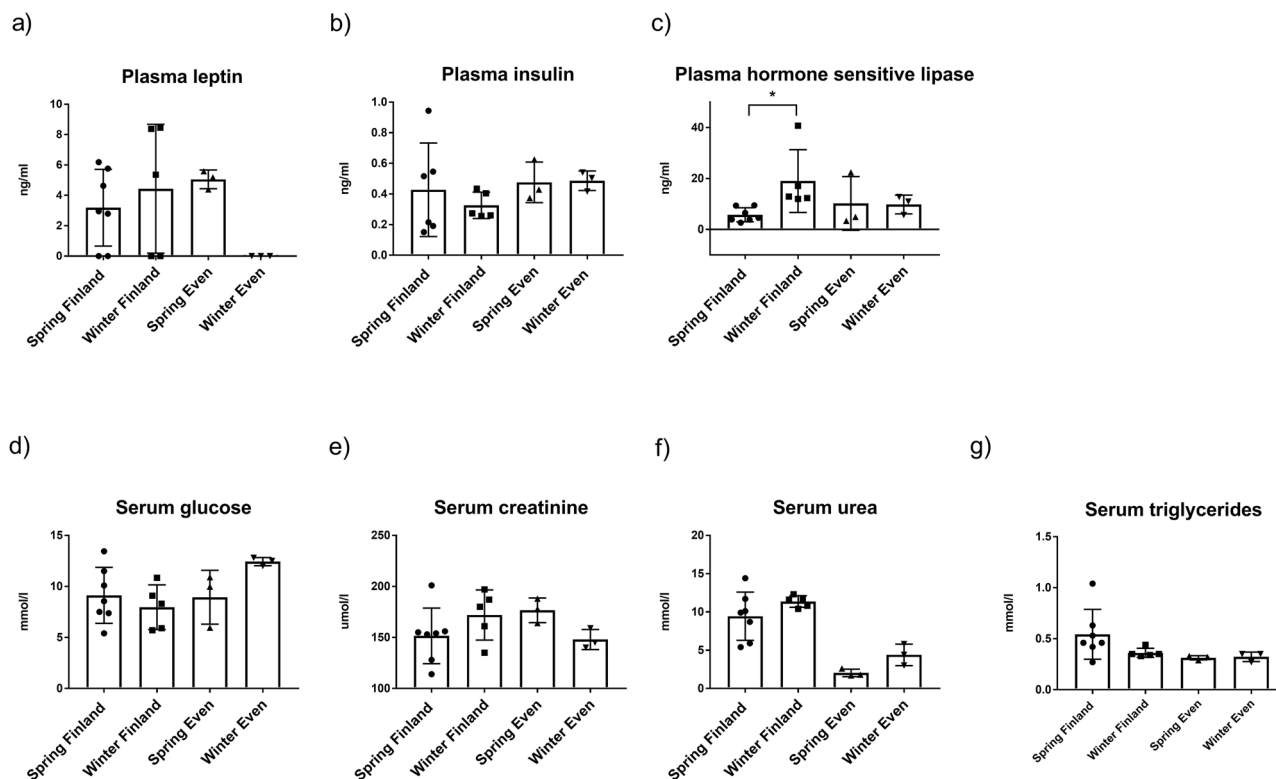 a)
Plasma leptin
10
8
6
4
2
0
ng/ml
Spring Finland
Winter Finland
Spring Even
Winter Even
b)
Plasma insulin
1.0
0.8
0.6
0.4
0.2
0.0
ng/ml
Spring Finland
Winter Finland
Spring Even
Winter Even
c)
Plasma hormone sensitive lipase
*
40
20
0
ng/ml
Spring Finland
Winter Finland
Spring Even
Winter Even
d)
Serum glucose
15
10
5
0
mmol/l
Spring Finland
Winter Finland
Spring Even
Winter Even
e)
Serum creatinine
250
200
150
100
umol/l
Spring Finland
Winter Finland
Spring Even
Winter Even
f)
Serum urea
20
15
10
5
0
mmol/l
Spring Finland
Winter Finland
Spring Even
Winter Even
g)
Serum triglycerides
1.5
1.0
0.5
0.0
mmol/l
Spring Finland
Winter Finland
Spring Even
Winter Even